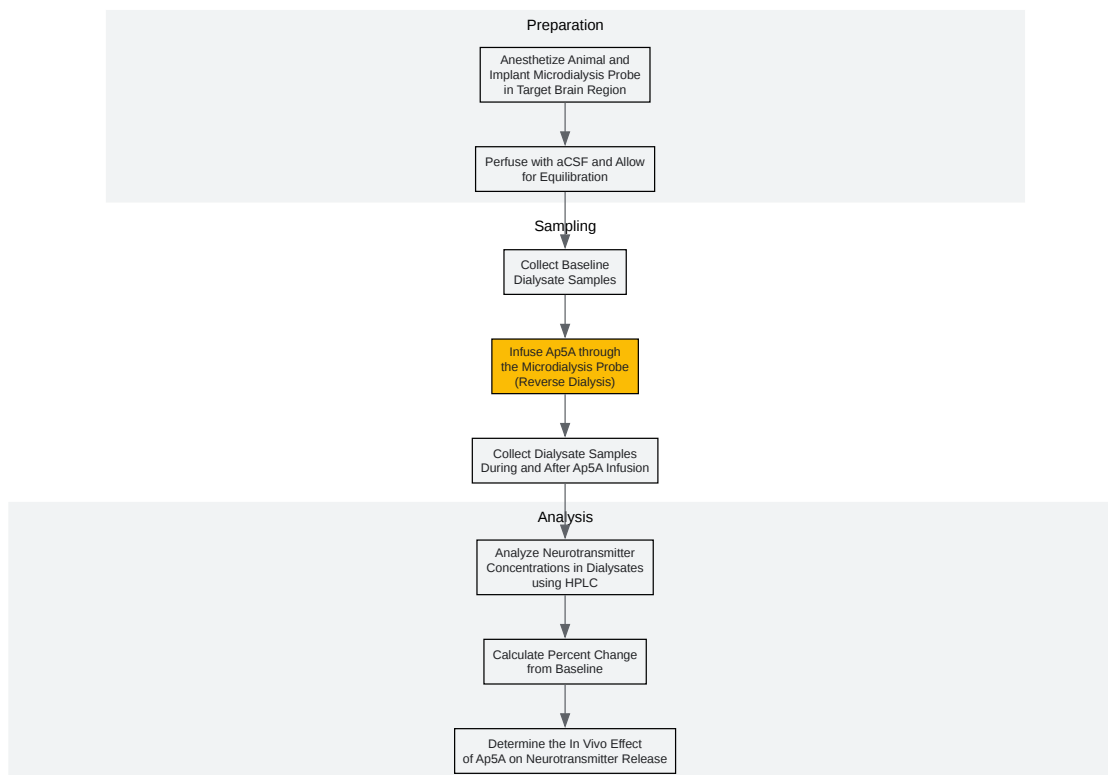 Preparation
Anesthetize Animal and
Implant Microdialysis Probe
in Target Brain Region
Perfuse with aCSF and Allow
for Equilibration
Sampling
Collect Baseline
Dialysate Samples
Infuse Ap5A through
the Microdialysis Probe
(Reverse Dialysis)
Collect Dialysate Samples
During and After Ap5A Infusion
Analysis
Analyze Neurotransmitter
Concentrations in Dialysates
using HPLC
Calculate Percent Change
from Baseline
Determine the In Vivo Effect
of Ap5A on Neurotransmitter Release